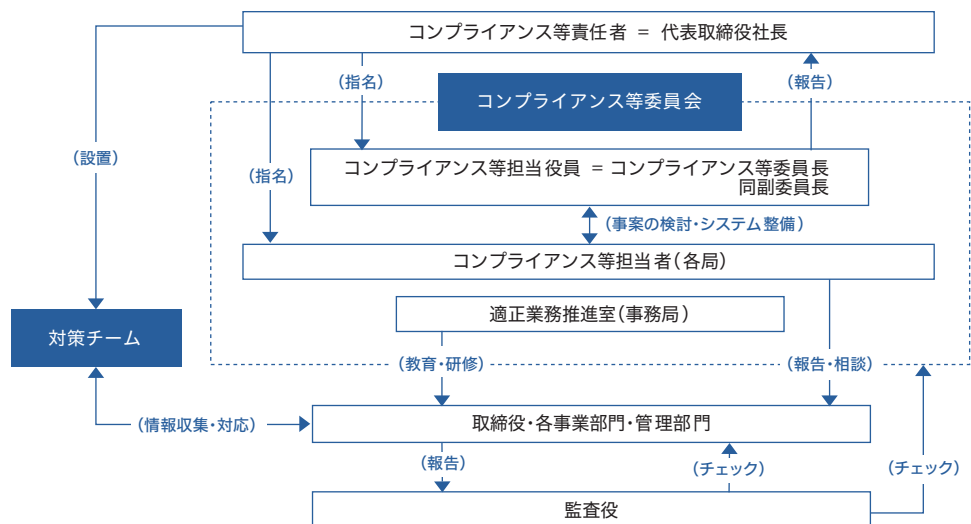 コンプライアンス等責任者 = 代表取締役社長
(指名)
(報告)
コンプライアンス等委員会
(設置)
(指名)
コンプライアンス等担当役員 = コンプライアンス等委員長
同副委員長
(事案の検討・システム整備)
コンプライアンス等担当者(各局)
適正業務推進室(事務局)
対策チーム
(教育・研修)
(報告・相談)
(情報収集・対応)
取締役・各事業部門・管理部門
(報告)
(チェック)
(チェック)
監査役